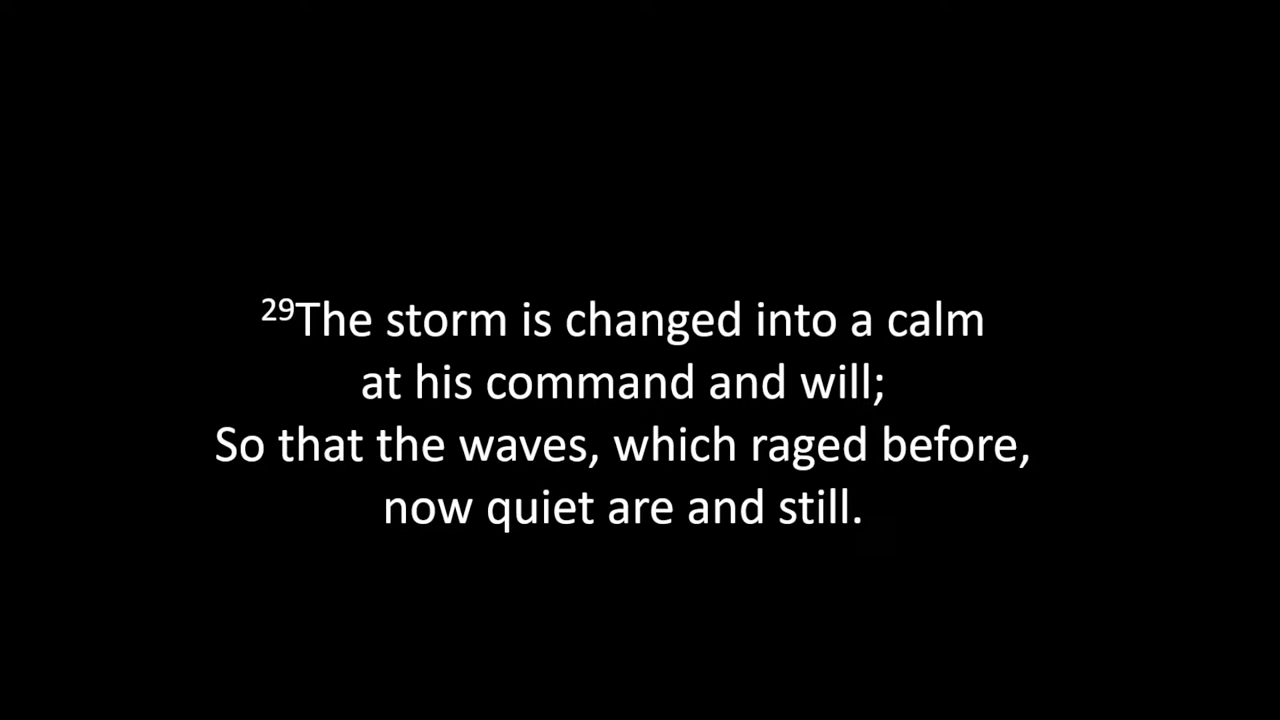 29The storm is changed into a calm
at his command and will;
So that the waves, which raged before,
now quiet are and still.